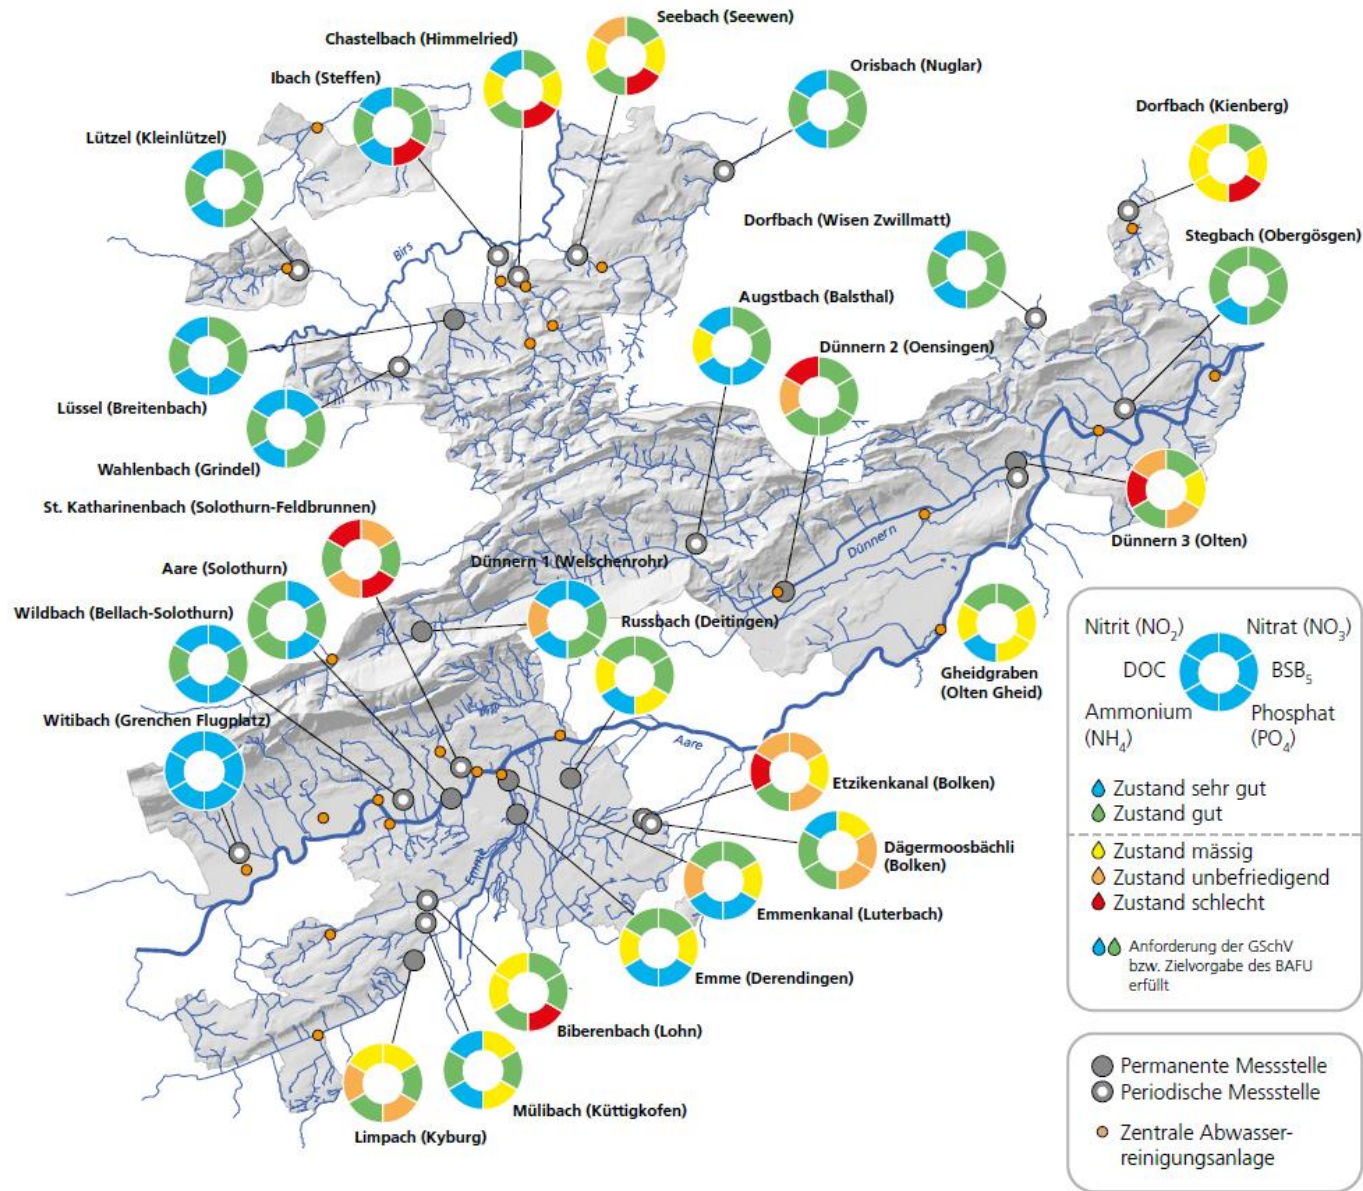 Seebach (Seewen)
Chastelbach (Himmelried)
Orisbach (Nuglar)
Ibach (Steffen)
Dorfbach (Kienberg)
Lützel (Kleinlützel)
Dorfbach (Wisen Zwillmatt)
Stegbach (Obergösgen)
Birs
Augstbach (Balsthal)
Dünnern 2 (Oensingen)
Lüssel (Breitenbach)
Wahlenbach (Grindel)
St. Katharinenbach (Solothurn-Feldbrunnen)
Dünnern
Dünnern 3 (Olten)
Aare (Solothurn)
Dünnern 1 (Welschenrohr)
Wildbach (Bellach-Solothurn)
Russbach (Deitingen)
Gheidgraben
(Olten Gheid)
Witibach (Grenchen Flugplatz)
Aare
Etzikenkanal (Bolken)
Dägermoosbächli
(Bolken)
Emme
Emmenkanal (Luterbach)
Emme (Derendingen)
Biberenbach (Lohn)
Mülibach (Küttigkofen)
Limpach (Kyburg)
Nitrit (NO2)
Nitrat (NO3)
DOC
BSB5
Ammonium
(NH4)
Phosphat
(PO4)
Zustand sehr gut
Zustand gut
Zustand mässig
Zustand unbefriedigend
Zustand schlecht
Anforderung der GSchV
bzw. Zielvorgabe des BAFU
erfüllt
Permanente Messstelle
Periodische Messstelle
Zentrale Abwasser-
reinigungsanlage